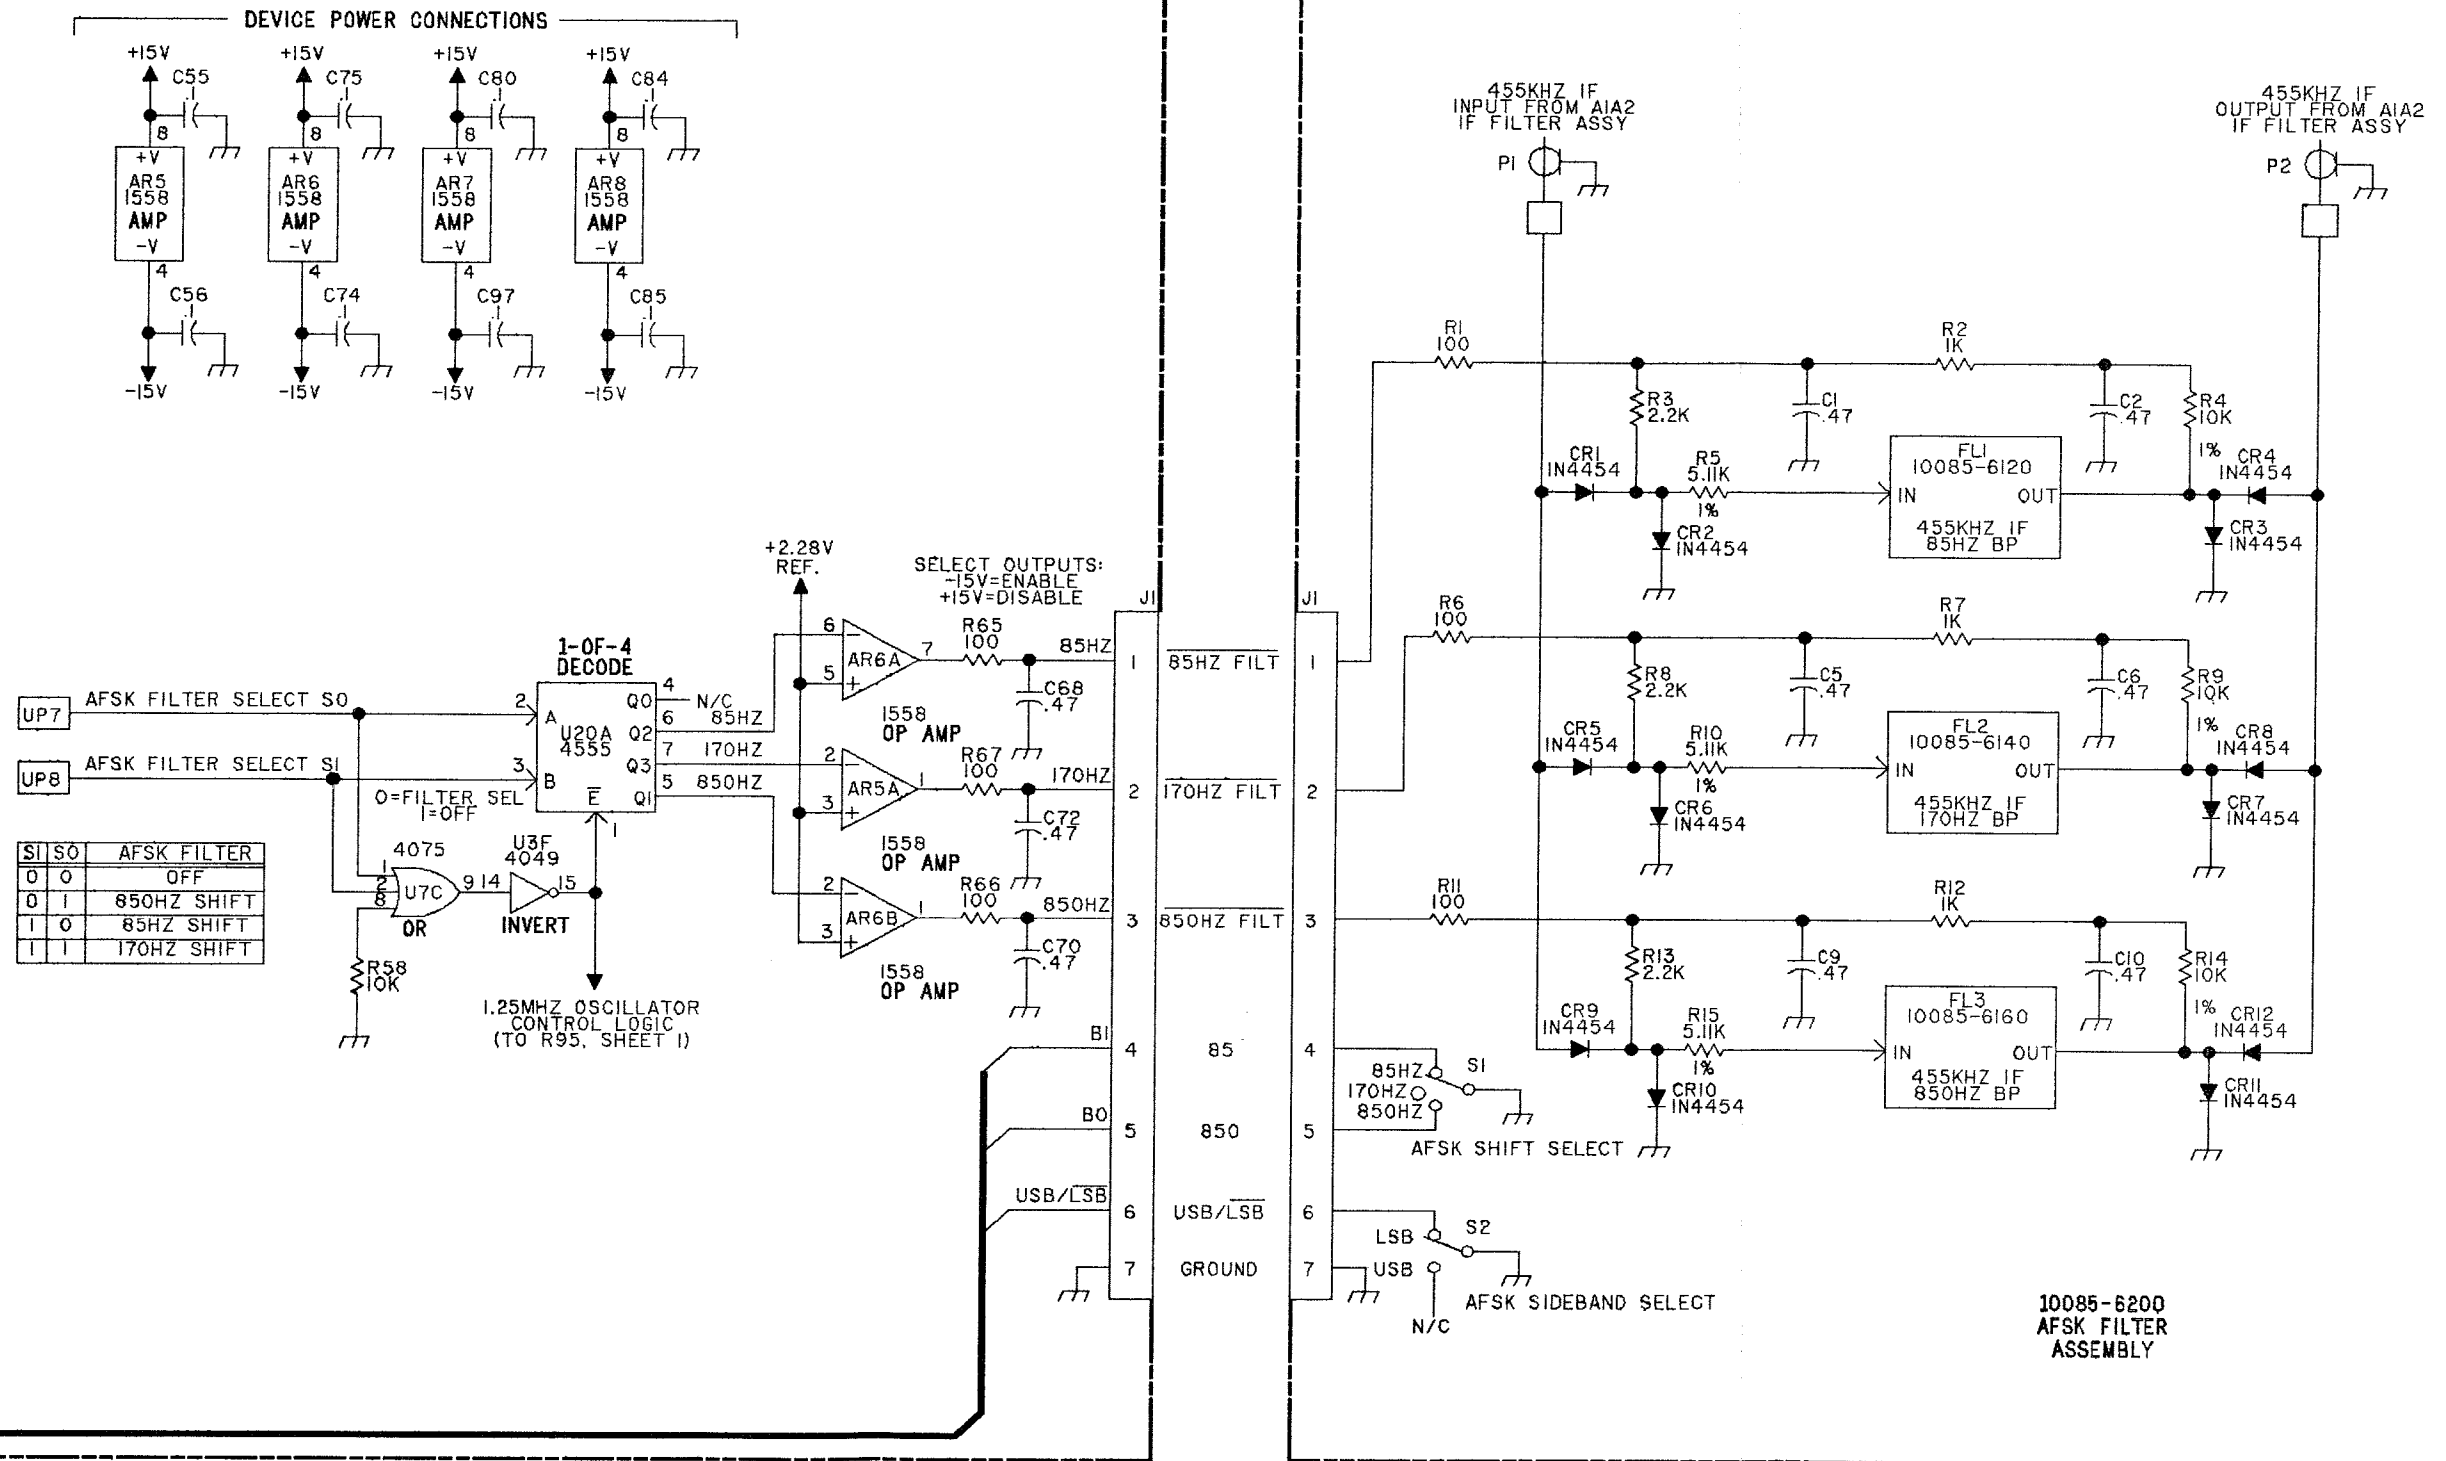 DEVICE POWER CONNECTIONS
+15V +15V +15V +15V
C55 .1 C75 .1 C80 .1 C84 .1
8 8 8 8
+V +V +V +V
AR5 AR6 AR7 AR8
1558 1558 1558 1558
AMP AMP AMP AMP
-V -V -V -V
4 4 4 4
C56 .1 C74 .1 C97 .1 C85 .1
-15V -15V -15V -15V
UP7 AFSK FILTER SELECT S0
UP8 AFSK FILTER SELECT S1
0=FILTER SEL
1=OFF
1-OF-4
DECODE
2 A
3 B
U20A
4555
E
1
Q0 4 N/C
Q2 6 85HZ
Q3 7 170HZ
Q1 5 850HZ
S1 S0 AFSK FILTER
0 0 OFF
0 1 850HZ SHIFT
1 0 85HZ SHIFT
1 1 170HZ SHIFT
4075
1
2
8
U7C
9
OR
R58
10K
U3F
4049
14 15
INVERT
1.25MHZ OSCILLATOR
CONTROL LOGIC
(TO R95, SHEET 1)
+2.28V
REF.
SELECT OUTPUTS:
-15V=ENABLE
+15V=DISABLE
6 -
5 +
AR6A
7
R65
100
85HZ
C68
.47
1558
OP AMP
2 -
3 +
AR5A
1
R67
100
170HZ
C72
.47
1558
OP AMP
2 -
3 +
AR6B
1
R66
100
850HZ
C70
.47
1558
OP AMP
B1
B0
USB/LSB
J1 J1
1 85HZ FILT 1
2 170HZ FILT 2
3 850HZ FILT 3
4 85 4
5 850 5
6 USB/LSB 6
7 GROUND 7
85HZ
170HZ
850HZ
S1
AFSK SHIFT SELECT
LSB
USB
S2
N/C
AFSK SIDEBAND SELECT
455KHZ IF
INPUT FROM A1A2
IF FILTER ASSY
P1
455KHZ IF
OUTPUT FROM A1A2
IF FILTER ASSY
P2
R1
100
R2
1K
R3
2.2K
C1
.47
C2
.47
R4
10K
1%
CR1
1N4454
R5
5.11K
1%
CR2
1N4454
FL1
10085-6120
IN OUT
455KHZ IF
85HZ BP
CR4
1N4454
CR3
1N4454
R6
100
R7
1K
R8
2.2K
C5
.47
C6
.47
R9
10K
1%
CR5
1N4454
R10
5.11K
1%
CR6
1N4454
FL2
10085-6140
IN OUT
455KHZ IF
170HZ BP
CR8
1N4454
CR7
1N4454
R11
100
R12
1K
R13
2.2K
C9
.47
C10
.47
R14
10K
1%
CR9
1N4454
R15
5.11K
1%
CR10
1N4454
FL3
10085-6160
IN OUT
455KHZ IF
850HZ BP
CR12
1N4454
CR11
1N4454
10085-6200
AFSK FILTER
ASSEMBLY